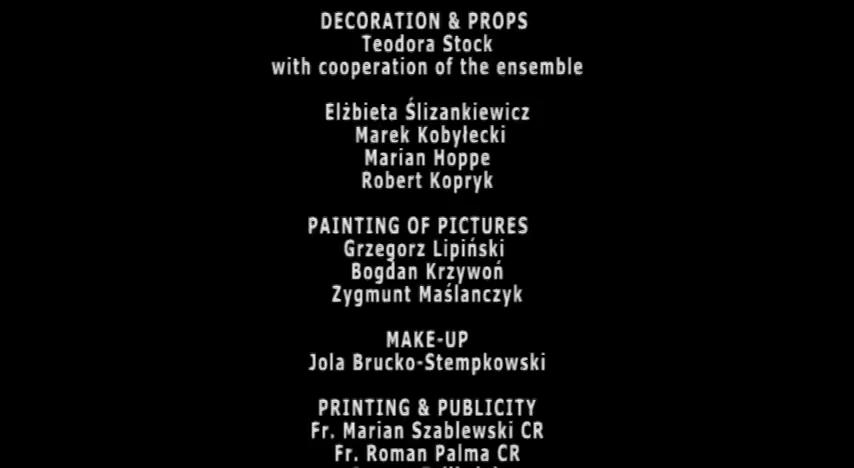 DECORATION & PROPS
Teodora Stock
with cooperation of the ensemble
Elżbieta Ślizankiewicz
Marek Kobyłecki
Marian Hoppe
Robert Kopryk
PAINTING OF PICTURES
Grzegorz Lipiński
Bogdan Krzywoń
Zygmunt Maślanczyk
MAKE-UP
Jola Brucko-Stempkowski
PRINTING & PUBLICITY
Fr. Marian Szablewski CR
Fr. Roman Palma CR